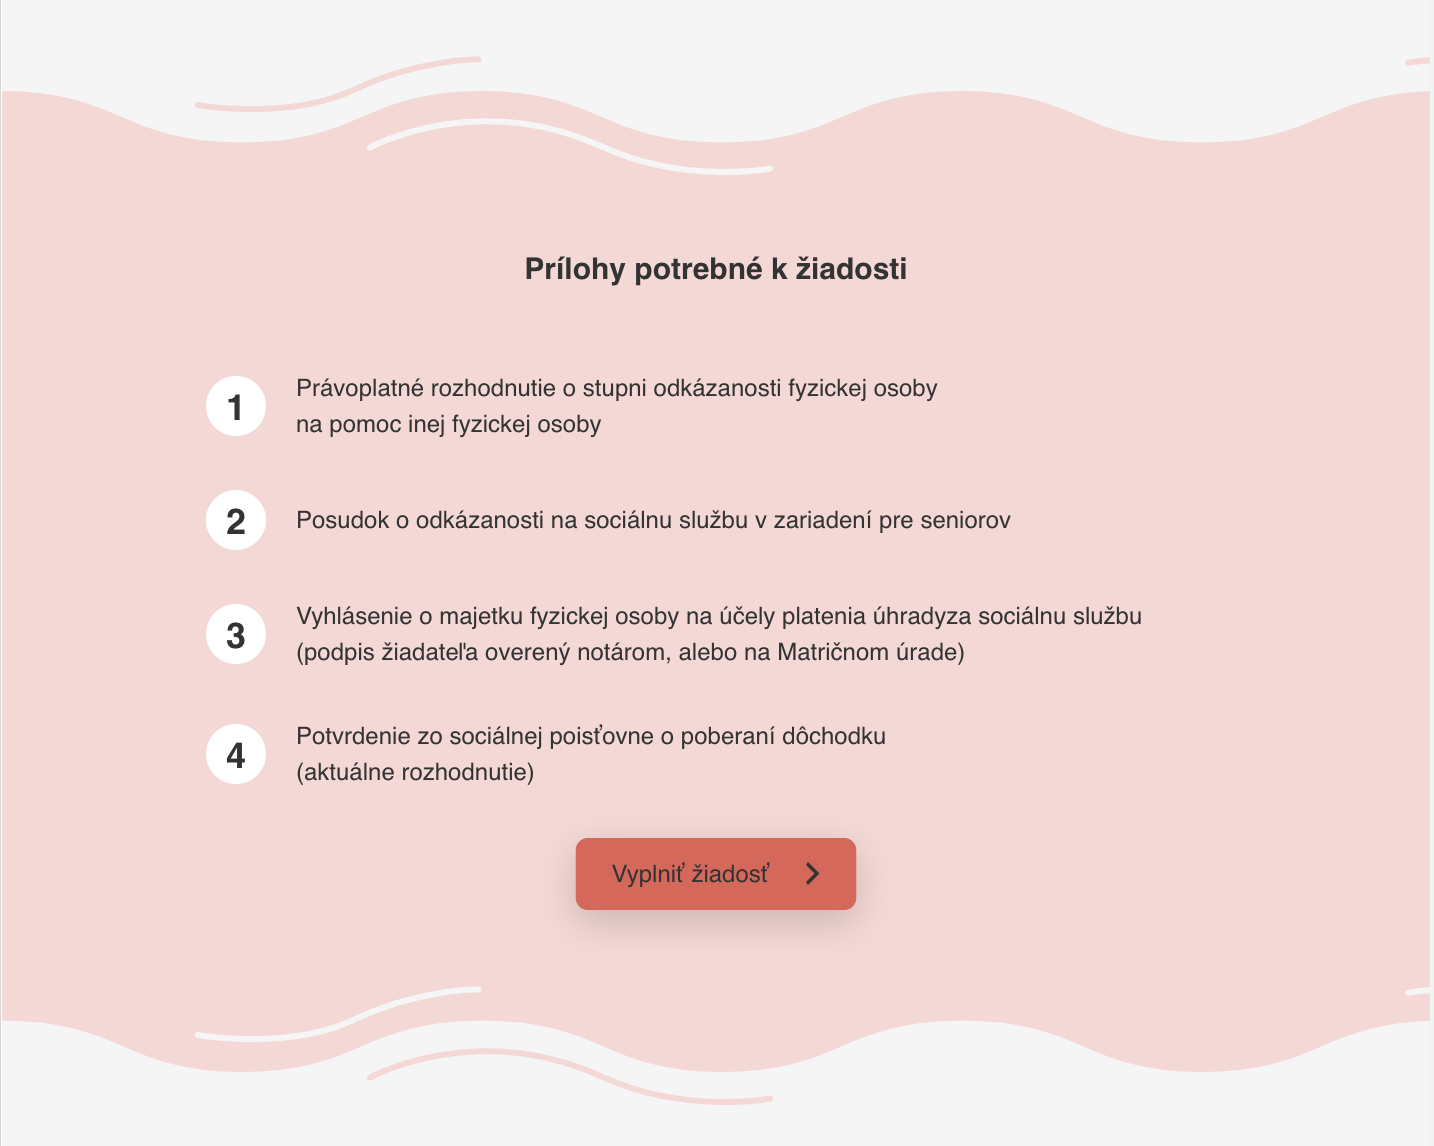 Prílohy potrebné k žiadosti
1
Právoplatné rozhodnutie o stupni odkázanosti fyzickej osoby
na pomoc inej fyzickej osoby
2
Posudok o odkázanosti na sociálnu službu v zariadení pre seniorov
3
Vyhlásenie o majetku fyzickej osoby na účely platenia úhradyza sociálnu službu
(podpis žiadateľa overený notárom, alebo na Matričnom úrade)
4
Potvrdenie zo sociálnej poisťovne o poberaní dôchodku
(aktuálne rozhodnutie)
Vyplniť žiadosť